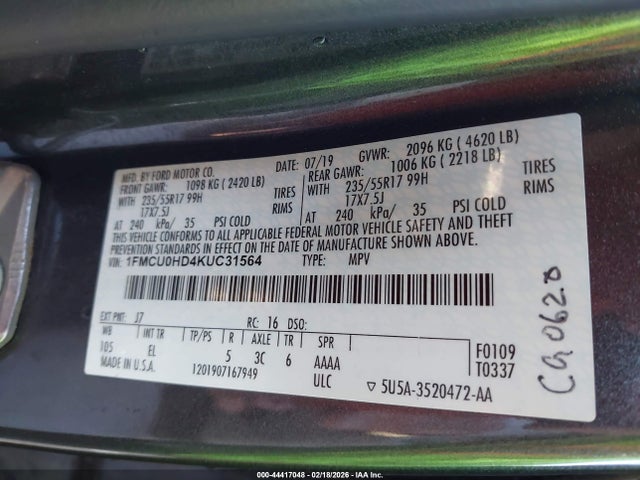 MFD. BY FORD MOTOR CO.
DATE: 07/19
GVWR: 2096 KG ( 4620 LB)
FRONT GAWR: 1098 KG ( 2420 LB)
REAR GAWR: 1006 KG ( 2218 LB)
WITH 235/55R17 99H TIRES
WITH 235/55R17 99H TIRES
17X7.5J RIMS
17X7.5J RIMS
AT 240 kPa/ 35 PSI COLD
AT 240 kPa/ 35 PSI COLD
THIS VEHICLE CONFORMS TO ALL APPLICABLE FEDERAL MOTOR VEHICLE SAFETY AND THEFT
PREVENTION STANDARDS IN EFFECT ON THE DATE OF MANUFACTURE SHOWN ABOVE.
VIN: 1FMCU0HD4KUC31564
TYPE: MPV
EXT PNT: J7 RC: 16 DSO:
WB INT TR TP/PS R AXLE TR SPR
105 EL 5 3C 6 AAAA
F0109
T0337
MADE IN U.S.A.
1201907167949
ULC
▽ 5U5A-3520472-AA
000-44417048 - 02/18/2026 - IAA Inc.